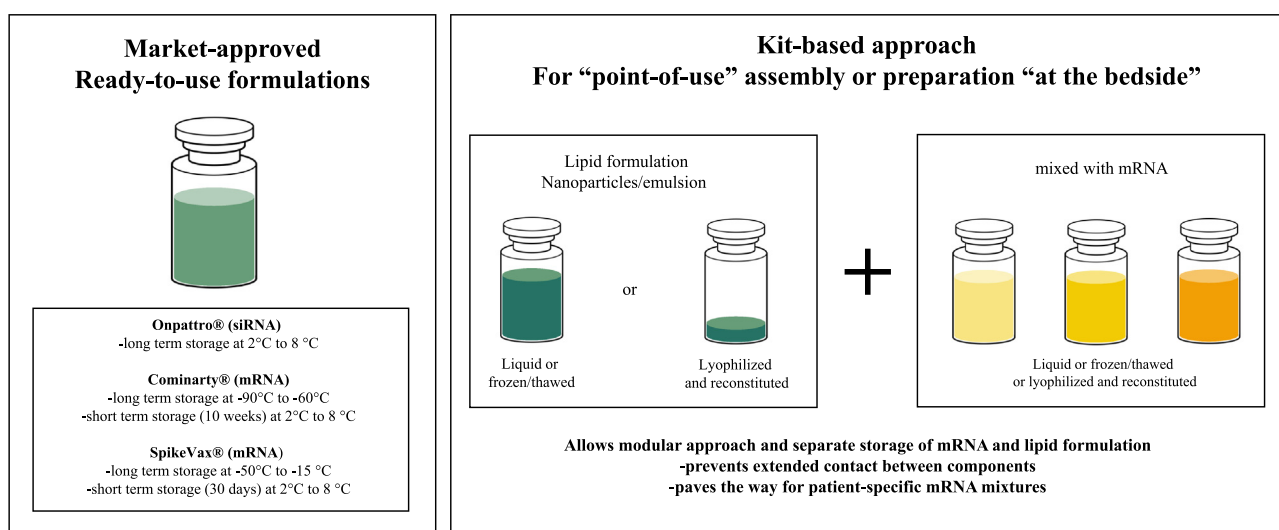 Market-approved
Ready-to-use formulations
Onpattro® (siRNA)
-long term storage at 2°C to 8 °C
Cominarty® (mRNA)
-long term storage at -90°C to -60°C
-short term storage (10 weeks) at 2°C to 8 °C
SpikeVax® (mRNA)
-long term storage at -50°C to -15 °C
-short term storage (30 days) at 2°C to 8 °C
Kit-based approach
For “point-of-use” assembly or preparation “at the bedside”
Lipid formulation
Nanoparticles/emulsion
or
Liquid or
frozen/thawed
Lyophilized
and reconstituted
+
mixed with mRNA
Liquid or frozen/thawed
or lyophilized and reconstituted
Allows modular approach and separate storage of mRNA and lipid formulation
-prevents extended contact between components
-paves the way for patient-specific mRNA mixtures